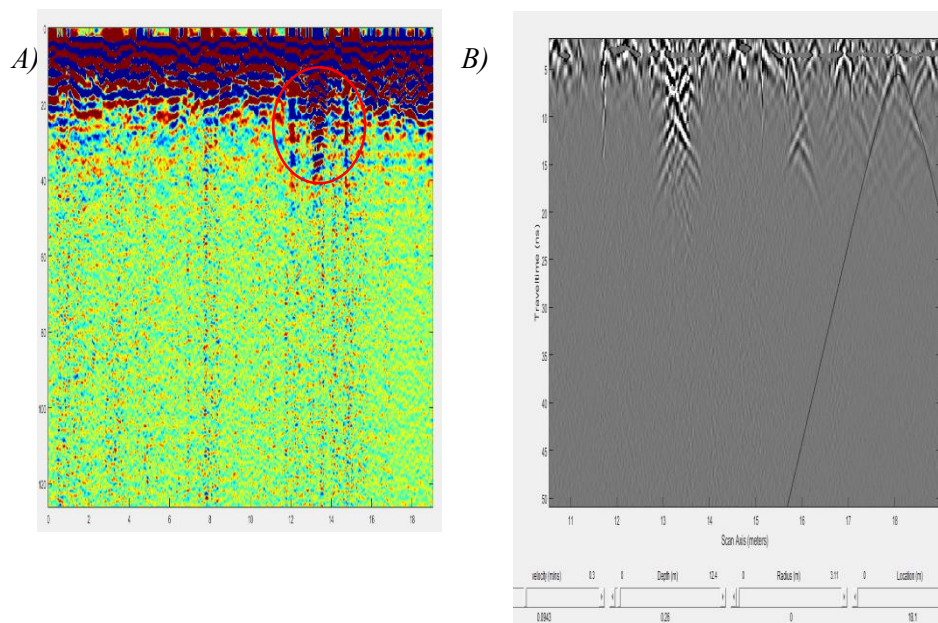 A)
0
20
40
60
80
100
120
0 2 4 6 8 10 12 14 16 18
B)
5
10
15
20
25
30
35
40
45
50
Traveltime (ns)
11 12 13 14 15 16 17 18
Scan Axis (meters)
velocity (m/ns) 0.3 0 Depth (m) 12.4 0 Radius (m) 3.11 0 Location (m)
0.0943 0.26 0 18.1